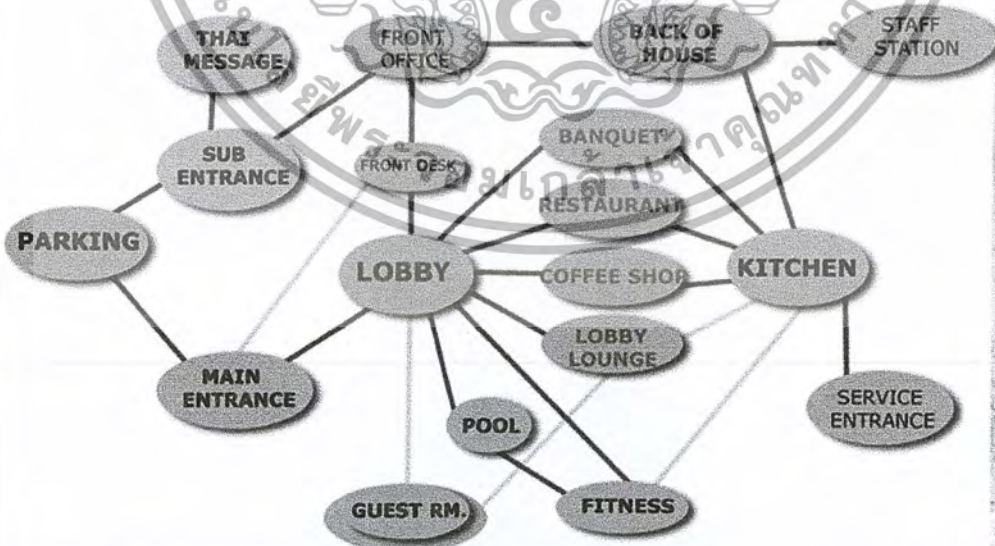 THAI
MESSAGE
FRONT
OFFICE
BACK OF
HOUSE
STAFF
STATION
SUB
ENTRANCE
FRONT DESK
BANQUET
RESTAURANT
PARKING
LOBBY
COFFEE SHOP
KITCHEN
LOBBY
LOUNGE
MAIN
ENTRANCE
SERVICE
ENTRANCE
POOL
GUEST RM.
FITNESS